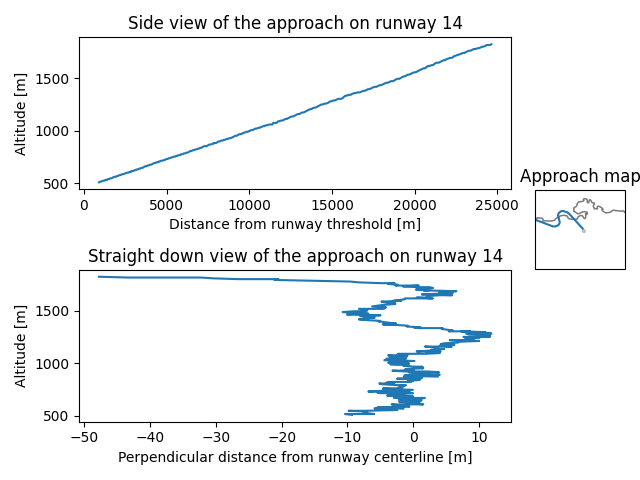 Side view of the approach on runway 14
Altitude [m]
1500
1000
500
0 5000 10000 15000 20000 25000
Distance from runway threshold [m]
Approach map
Straight down view of the approach on runway 14
Altitude [m]
1500
1000
500
−50 −40 −30 −20 −10 0 10
Perpendicular distance from runway centerline [m]